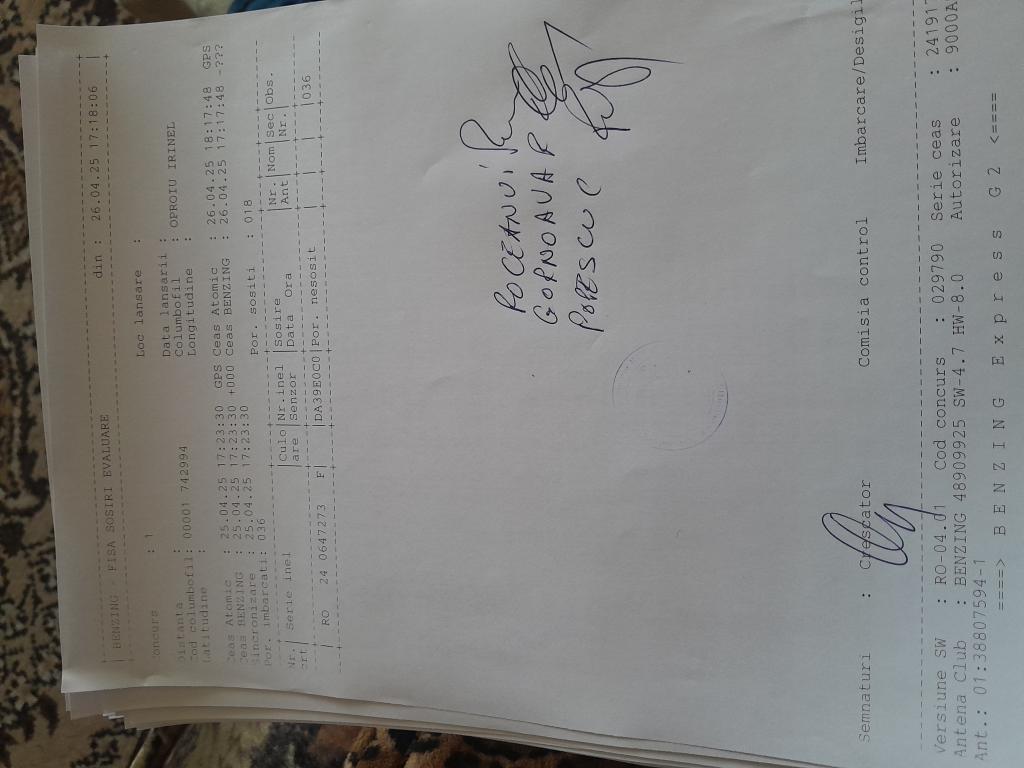 BENZING - FISA SOSIRI EVALUARE din : 26.04.25 17:18:06
Concurs : 1 Loc lansare :
Distanta : Data lansarii :
Cod columbofil : 00001 742994 Columbofil : OPROIU IRINEL
Latitudine : Longitudine :
Ceas Atomic : 25.04.25 17:23:30 GPS Ceas Atomic : 26.04.25 18:17:48 GPS
Ceas BENZING : 25.04.25 17:23:30 +000 Ceas BENZING : 26.04.25 17:17:48 -???
Sincronizare : 25.04.25 17:23:30
Por. imbarcati: 036 Por. sositi : 018
Nr. | Serie inel |Culo|Nr.inel |Sosire |Nr. |Nom|Sec|Obs.
crt | are |Senzor |Data Ora |Ant | |Nr.|
| RO 24 0647273 F| |DA39E0C0|Por. nesosit | | | |036
POCEANU.
GORNOAVA R
POPESCU C
Semnaturi : Crescator Comisia control Imbarcare/Desigil
Versiune SW : RO-04.01 Cod concurs : 029790 Serie ceas : 24191
Antena Club : BENZING 48909925 SW-4.7 HW-8.0 Autorizare : 9000A
Ant.: 01:38807594-1
====> B E N Z I N G E x p r e s s G 2 <====